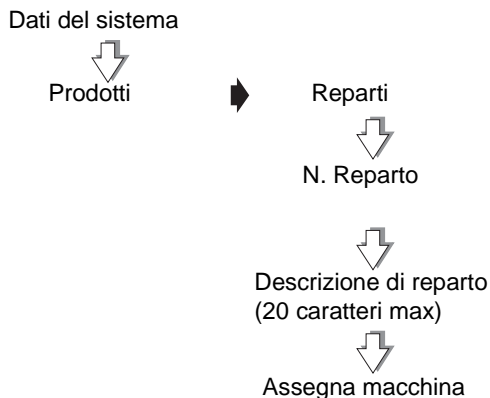 Dati del sistema
Prodotti
Reparti
N. Reparto
Descrizione di reparto
(20 caratteri max)
Assegna macchina